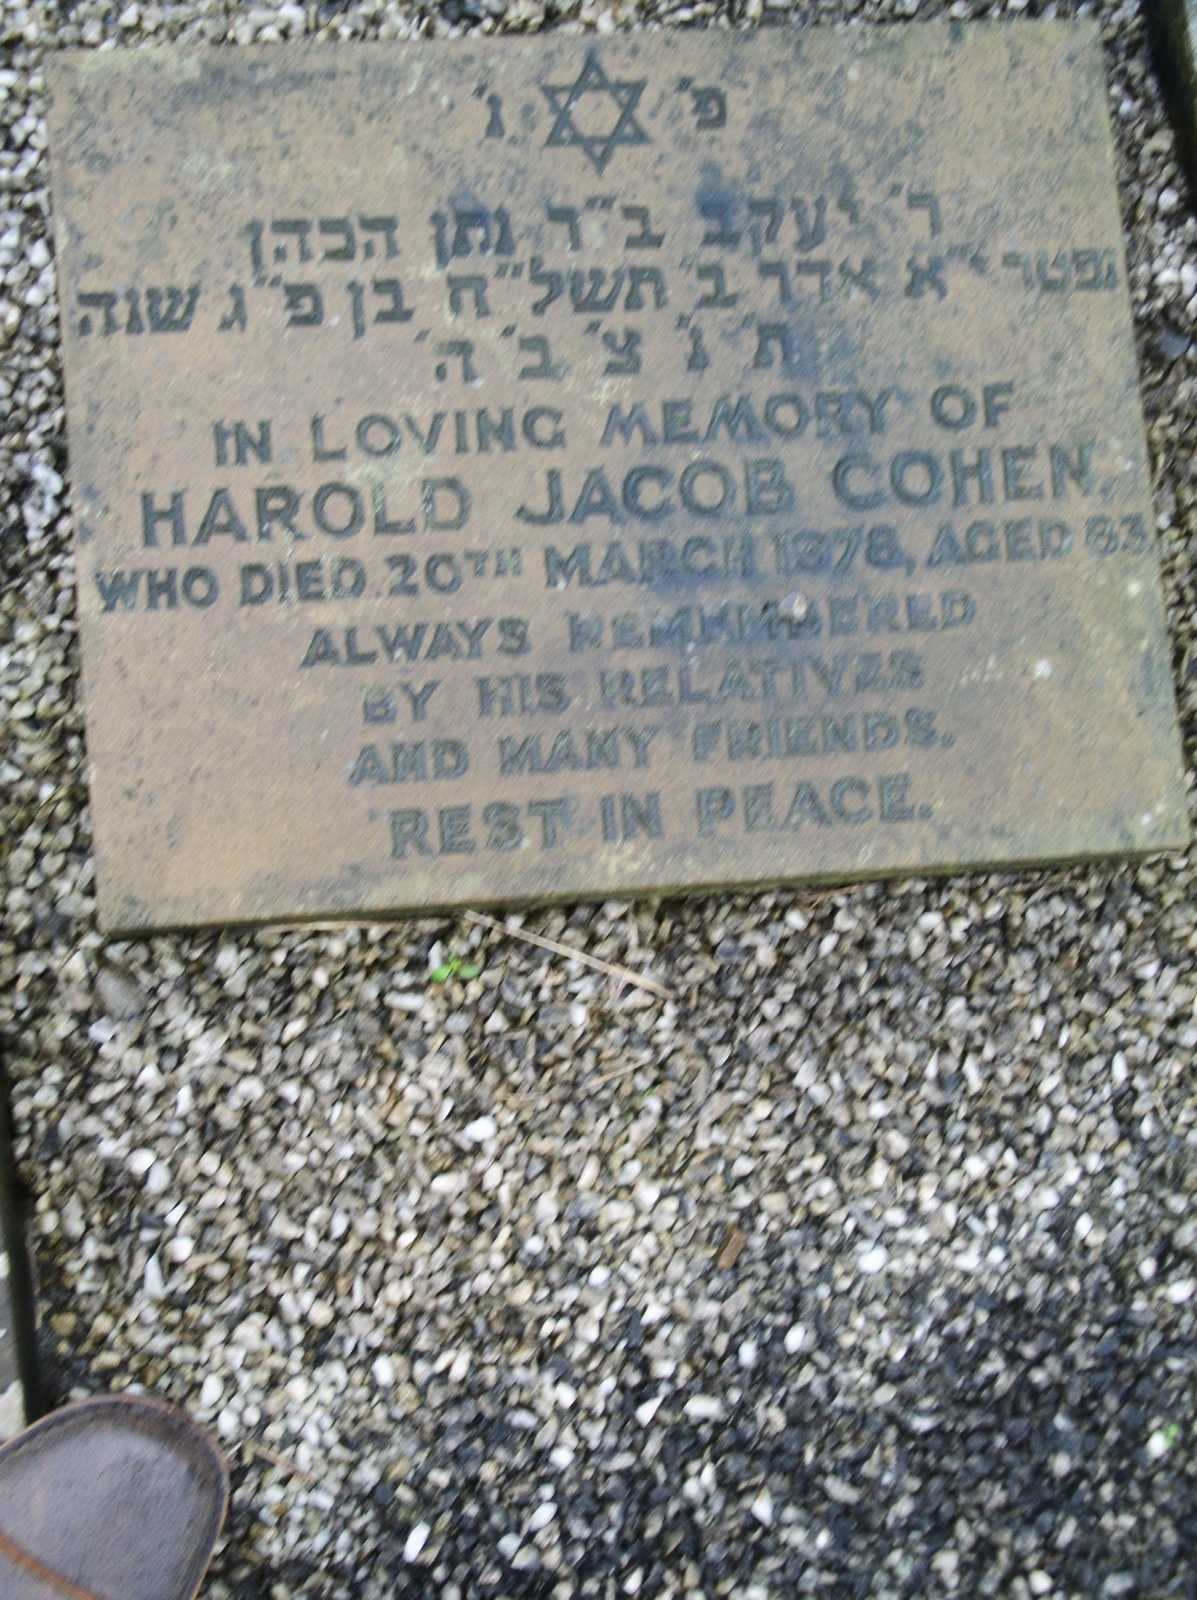 פ' נ'
ר' יעקב ב"ר נתן הכהן
נפטר י"א אדר ב' תשל"ח בן פ"ג שנה
ת' נ' צ' ב' ה'
IN LOVING MEMORY OF
HAROLD JACOB COHEN,
WHO DIED 20TH MARCH 1978, AGED 83
ALWAYS REMEMBERED
BY HIS RELATIVES
AND MANY FRIENDS.
REST IN PEACE.